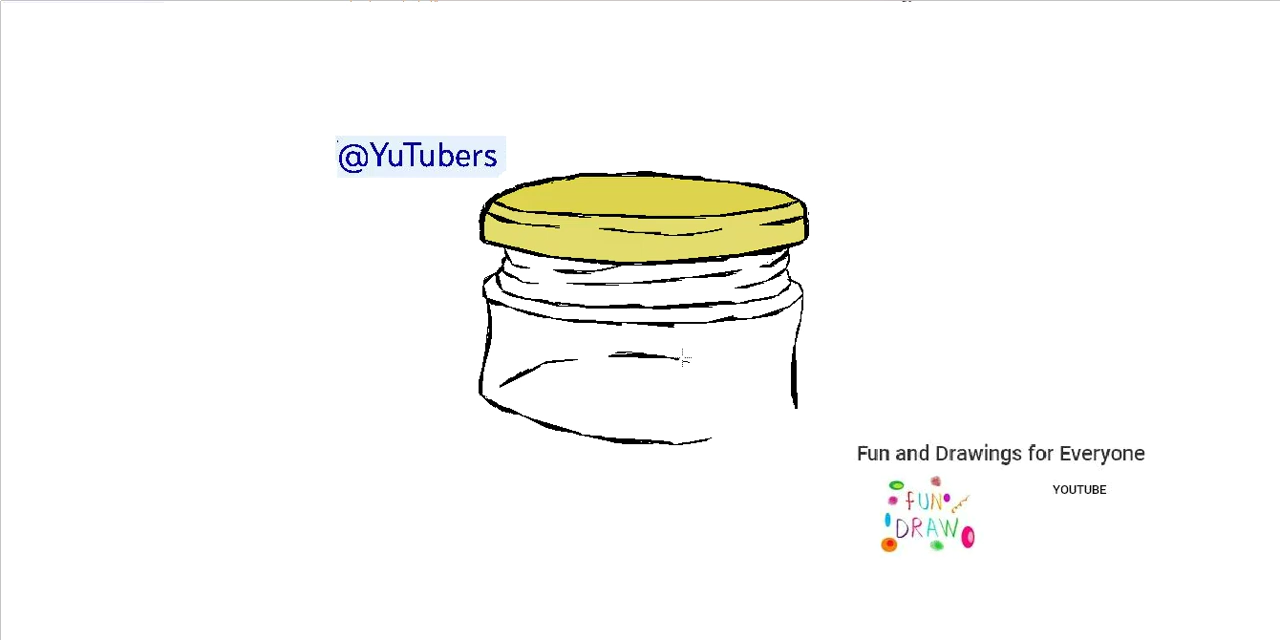 @YuTubers
Fun and Drawings for Everyone
YOUTUBE
FUN
DRAW